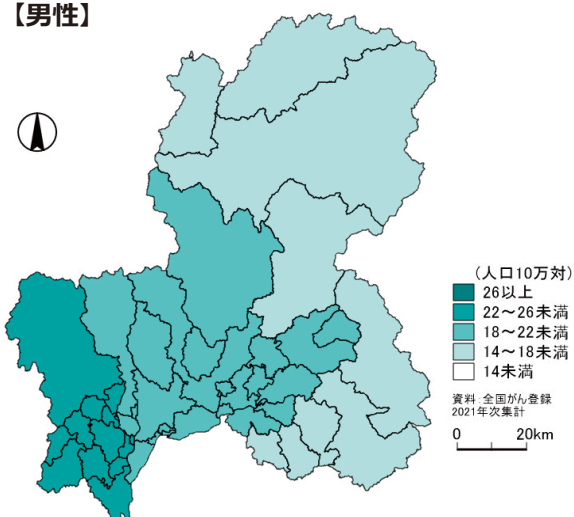 【男性】
（人口10万対）
26以上
22～26未満
18～22未満
14～18未満
14未満
資料：全国がん登録
2021年次集計
0 20km